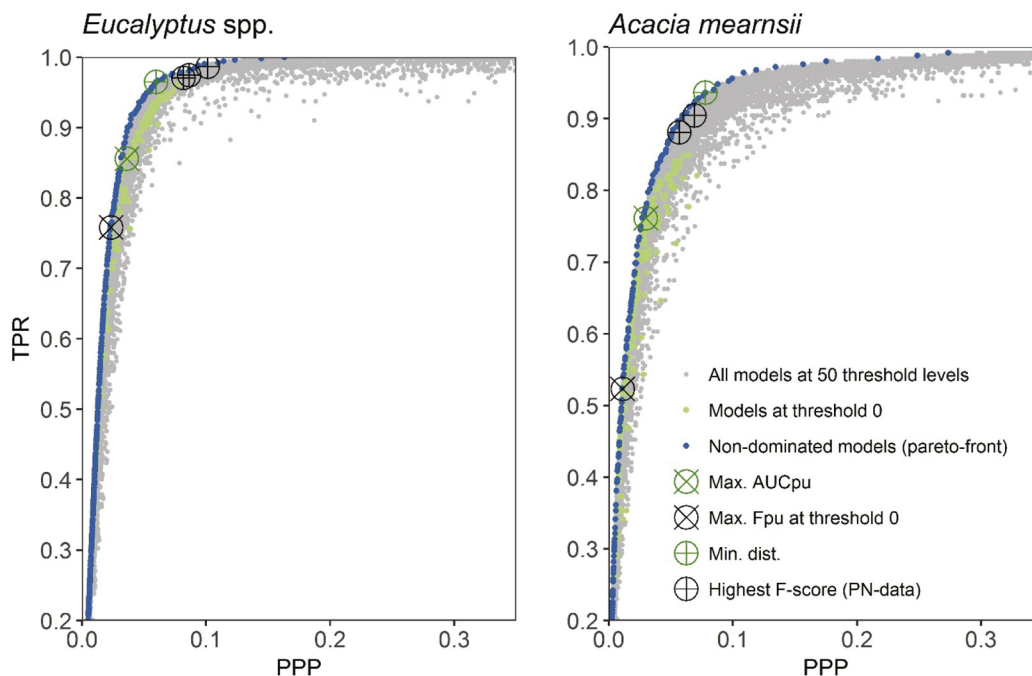 Eucalyptus spp.
Acacia mearnsii
TPR
1.0
0.9
0.8
0.7
0.6
0.5
0.4
0.3
0.2
0.0
0.1
0.2
0.3
PPP
1.0
0.9
0.8
0.7
0.6
0.5
0.4
0.3
0.2
0.0
0.1
0.2
0.3
PPP
All models at 50 threshold levels
Models at threshold 0
Non-dominated models (pareto-front)
Max. AUCpu
Max. Fpu at threshold 0
Min. dist.
Highest F-score (PN-data)